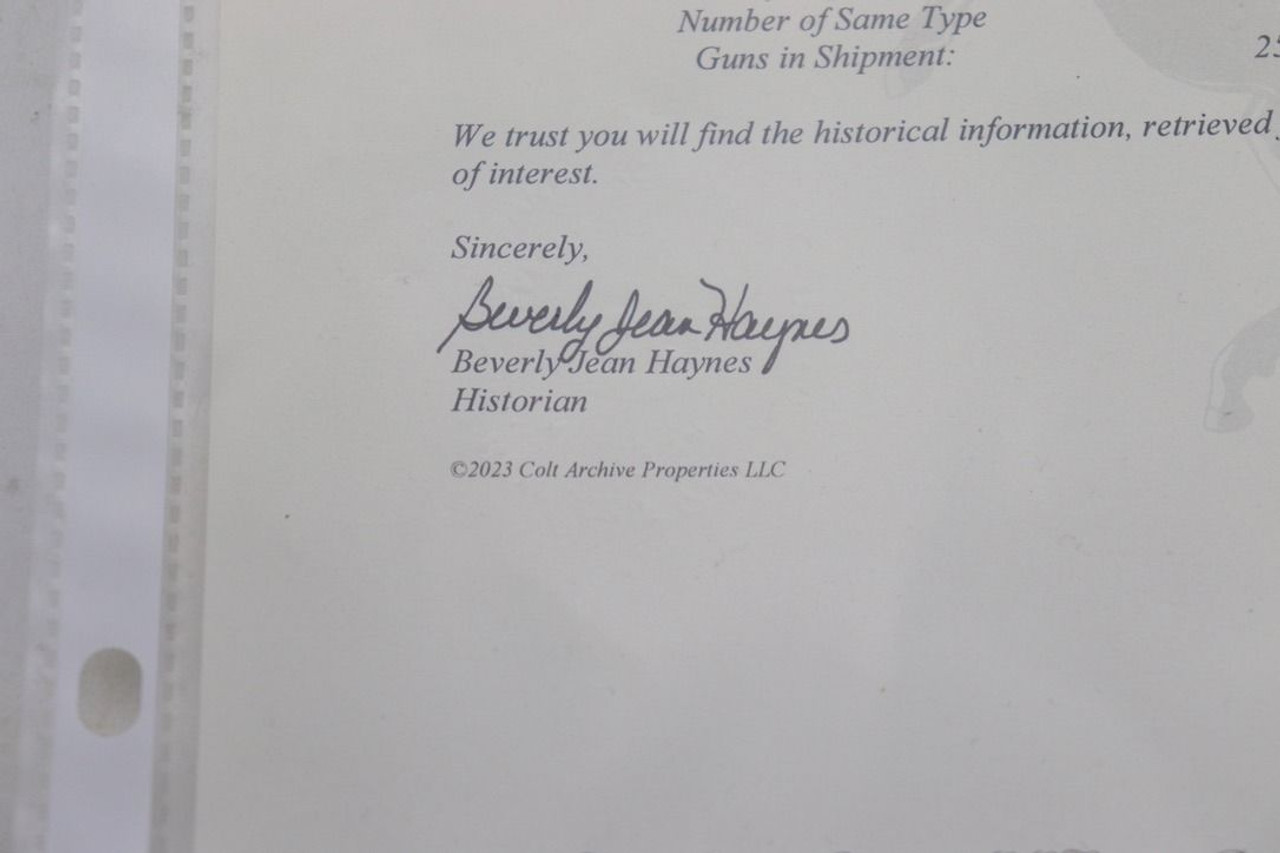 Number of Same Type
Guns in Shipment:
25
We trust you will find the historical information, retrieved
of interest.
Sincerely,
Beverly Jean Haynes
Beverly Jean Haynes
Historian
©2023 Colt Archive Properties LLC